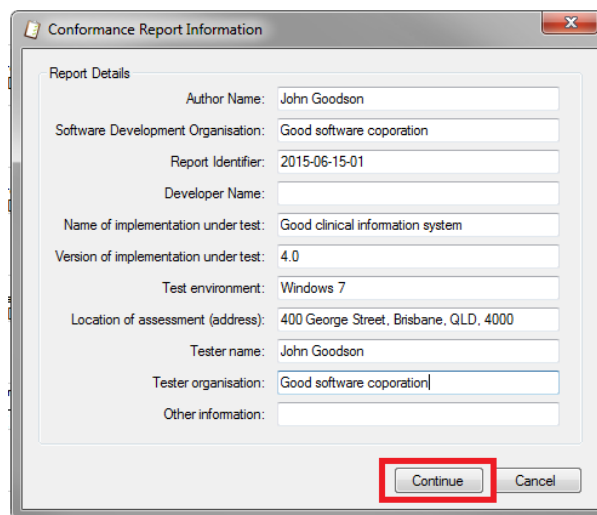 Conformance Report Information
Report Details
Author Name: John Goodson
Software Development Organisation: Good software coporation
Report Identifier: 2015-06-15-01
Developer Name:
Name of implementation under test: Good clinical information system
Version of implementation under test: 4.0
Test environment: Windows 7
Location of assessment (address): 400 George Street, Brisbane, QLD, 4000
Tester name: John Goodson
Tester organisation: Good software coporation
Other information:
Continue Cancel